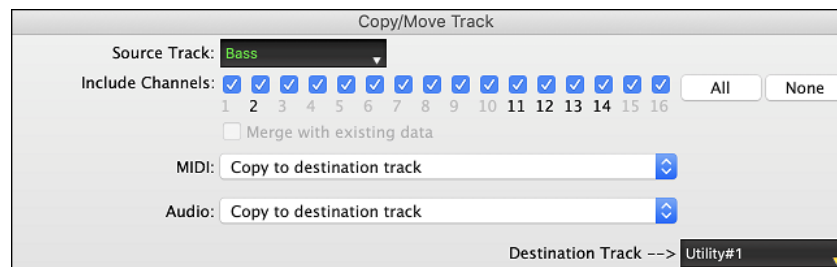 Copy/Move Track
Source Track: Bass
Include Channels: All None
1 2 3 4 5 6 7 8 9 10 11 12 13 14 15 16
Merge with existing data
MIDI: Copy to destination track
Audio: Copy to destination track
Destination Track --> Utility#1